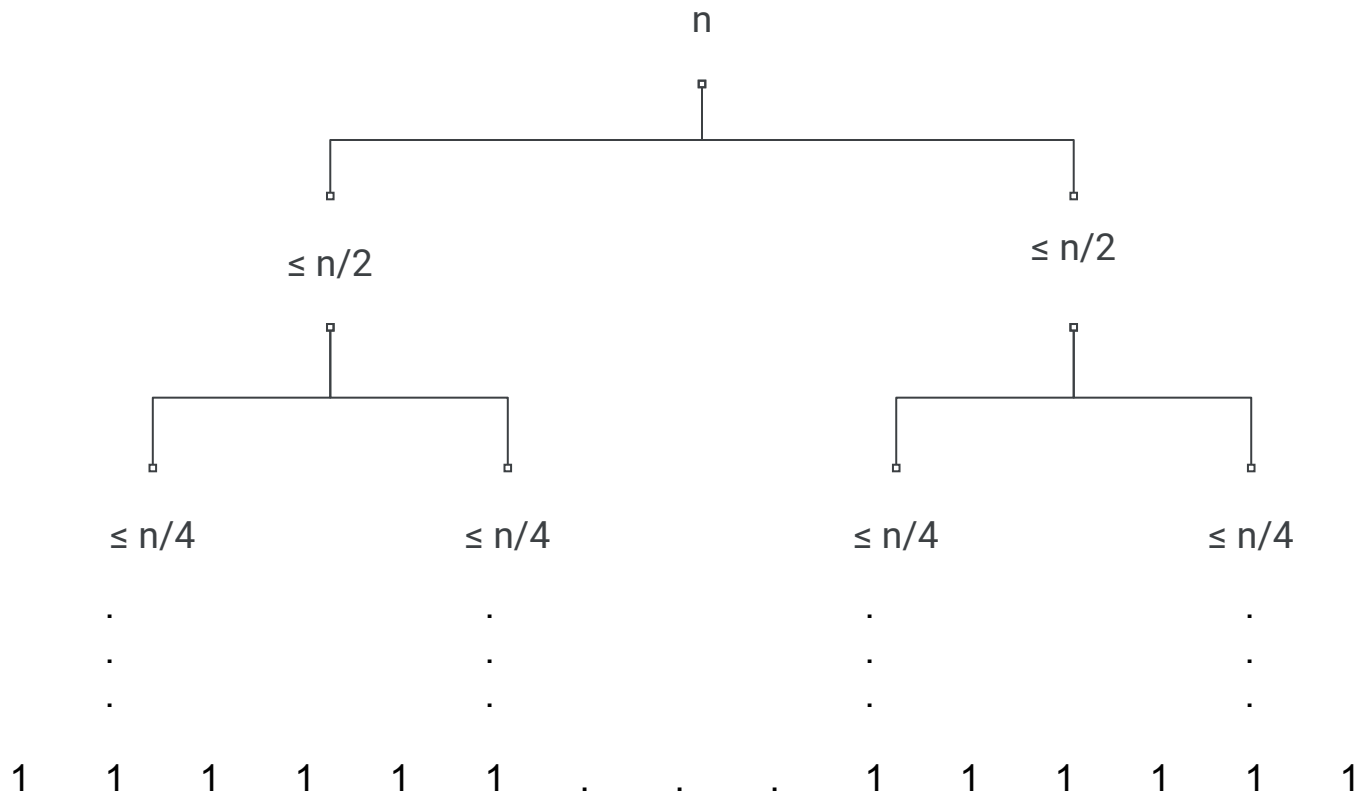 n
≤ n/2 ≤ n/2
≤ n/4 ≤ n/4 ≤ n/4 ≤ n/4
. . . .
. . . .
. . . .
1 1 1 1 1 1 . . . 1 1 1 1 1 1